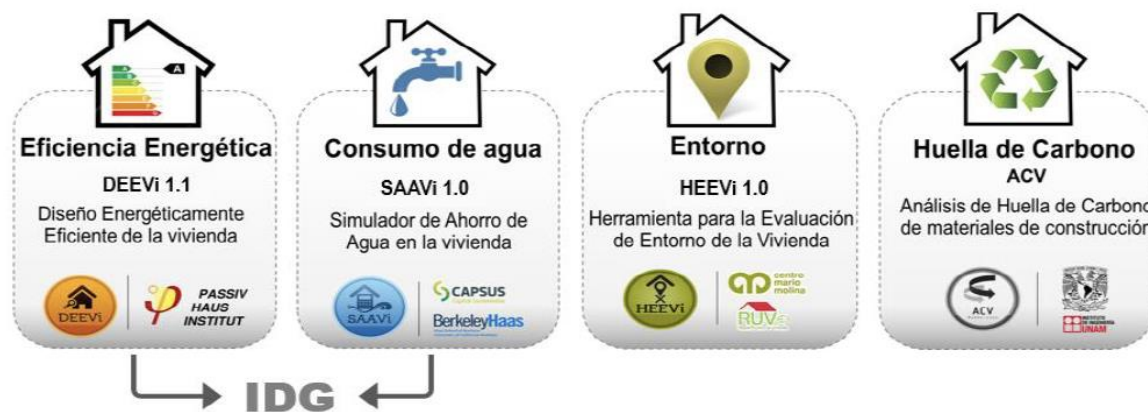 A
Eficiencia Energética
DEEVi 1.1
Diseño Energéticamente
Eficiente de la vivienda
DEEVi
PASSIV
HAUS
INSTITUT
Consumo de agua
SAAVi 1.0
Simulador de Ahorro de
Agua en la vivienda
SAAVi
CAPSUS
BerkeleyHaas
Entorno
HEEVi 1.0
Herramienta para la Evaluación
de Entorno de la Vivienda
HEEVi
centro
mario
molina
RUV
Huella de Carbono
ACV
Análisis de Huella de Carbono
de materiales de construcción
ACV
INSTITUTO
DE INGENIERÍA
UNAM
IDG